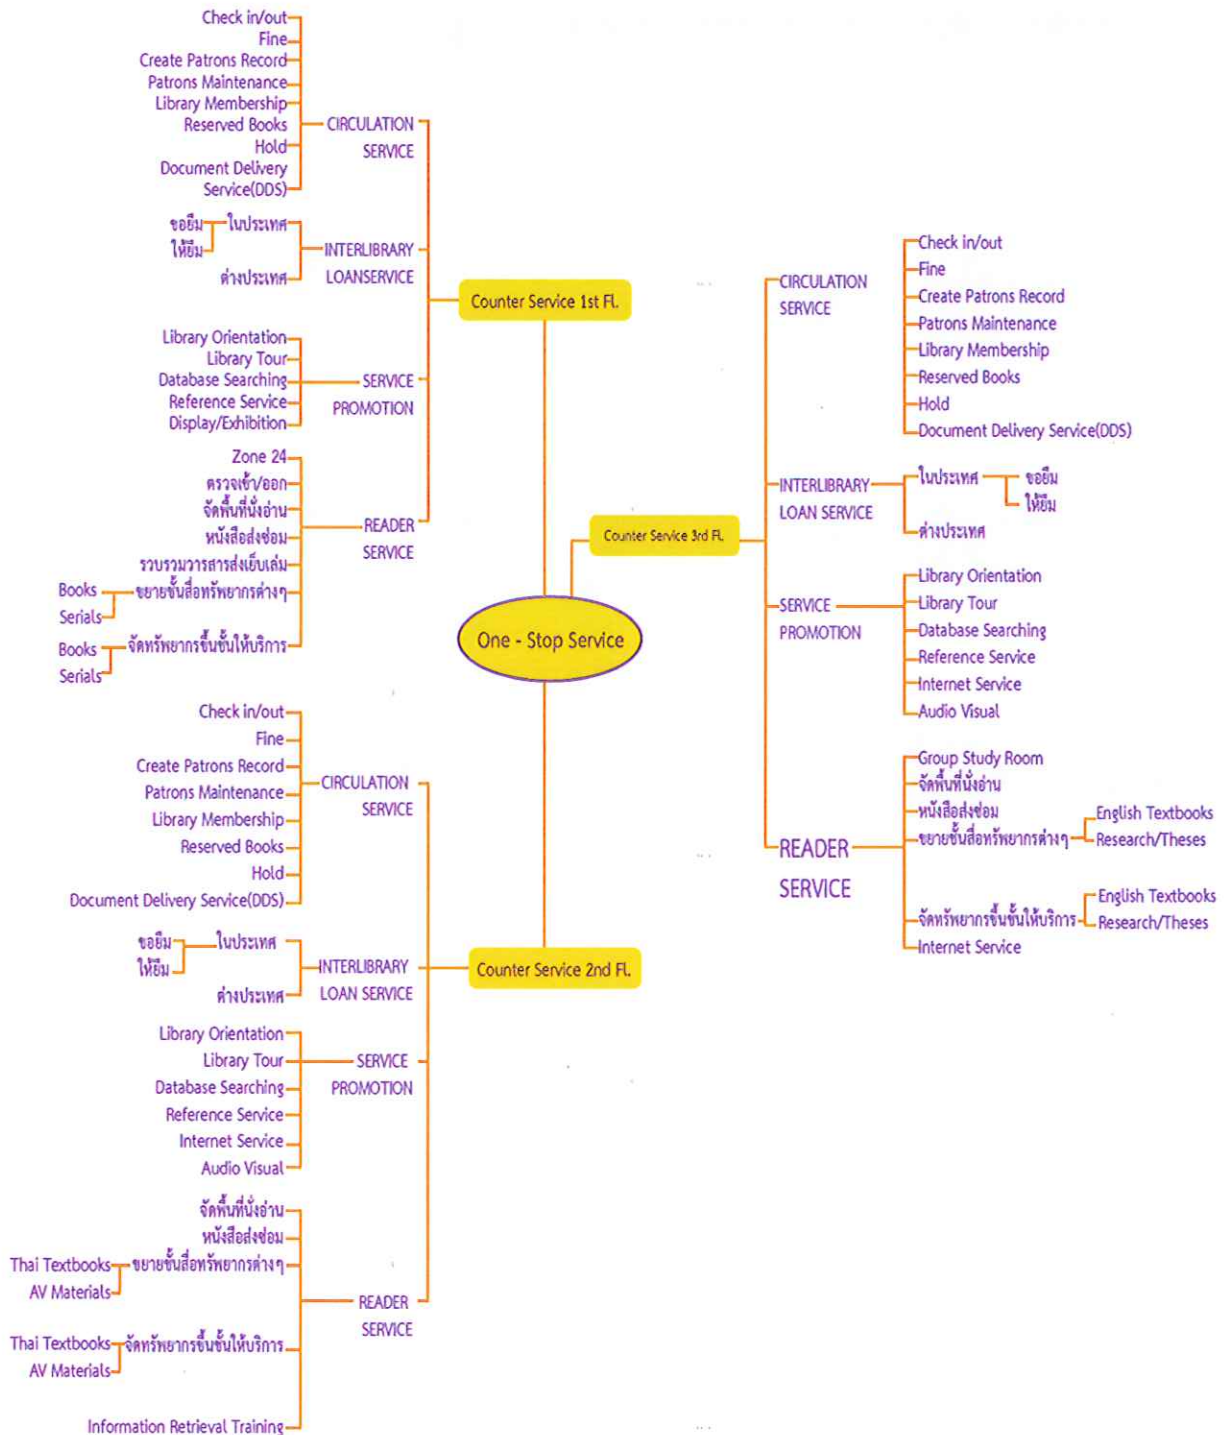 Check in/out
Fine
Create Patrons Record
Patrons Maintenance
Library Membership
Reserved Books
Hold
Document Delivery
Service(DDS)
CIRCULATION
SERVICE
ขอยืม
ให้ยืม
ในประเทศ
ต่างประเทศ
INTERLIBRARY
LOANSERVICE
Counter Service 1st Fl.
Library Orientation
Library Tour
Database Searching
Reference Service
Display/Exhibition
SERVICE
PROMOTION
Zone 24
ตรวจเข้า/ออก
จัดพื้นที่นั่งอ่าน
หนังสือส่งซ่อม
รวบรวมวารสารส่งเย็บเล่ม
ขยายชั้นสื่อทรัพยากรต่างๆ
Books
Serials
จัดทรัพยากรขึ้นชั้นให้บริการ
Books
Serials
READER
SERVICE
One - Stop Service
Counter Service 3rd Fl.
CIRCULATION
SERVICE
Check in/out
Fine
Create Patrons Record
Patrons Maintenance
Library Membership
Reserved Books
Hold
Document Delivery Service(DDS)
INTERLIBRARY
LOAN SERVICE
ในประเทศ
ขอยืม
ให้ยืม
ต่างประเทศ
SERVICE
PROMOTION
Library Orientation
Library Tour
Database Searching
Reference Service
Internet Service
Audio Visual
READER
SERVICE
Group Study Room
จัดพื้นที่นั่งอ่าน
หนังสือส่งซ่อม
ขยายชั้นสื่อทรัพยากรต่างๆ
English Textbooks
Research/Theses
จัดทรัพยากรขึ้นชั้นให้บริการ
English Textbooks
Research/Theses
Internet Service
Check in/out
Fine
Create Patrons Record
Patrons Maintenance
Library Membership
Reserved Books
Hold
Document Delivery Service(DDS)
CIRCULATION
SERVICE
ขอยืม
ให้ยืม
ในประเทศ
ต่างประเทศ
INTERLIBRARY
LOAN SERVICE
Counter Service 2nd Fl.
Library Orientation
Library Tour
Database Searching
Reference Service
Internet Service
Audio Visual
SERVICE
PROMOTION
จัดพื้นที่นั่งอ่าน
หนังสือส่งซ่อม
ขยายชั้นสื่อทรัพยากรต่างๆ
Thai Textbooks
AV Materials
จัดทรัพยากรขึ้นชั้นให้บริการ
Thai Textbooks
AV Materials
Information Retrieval Training
READER
SERVICE